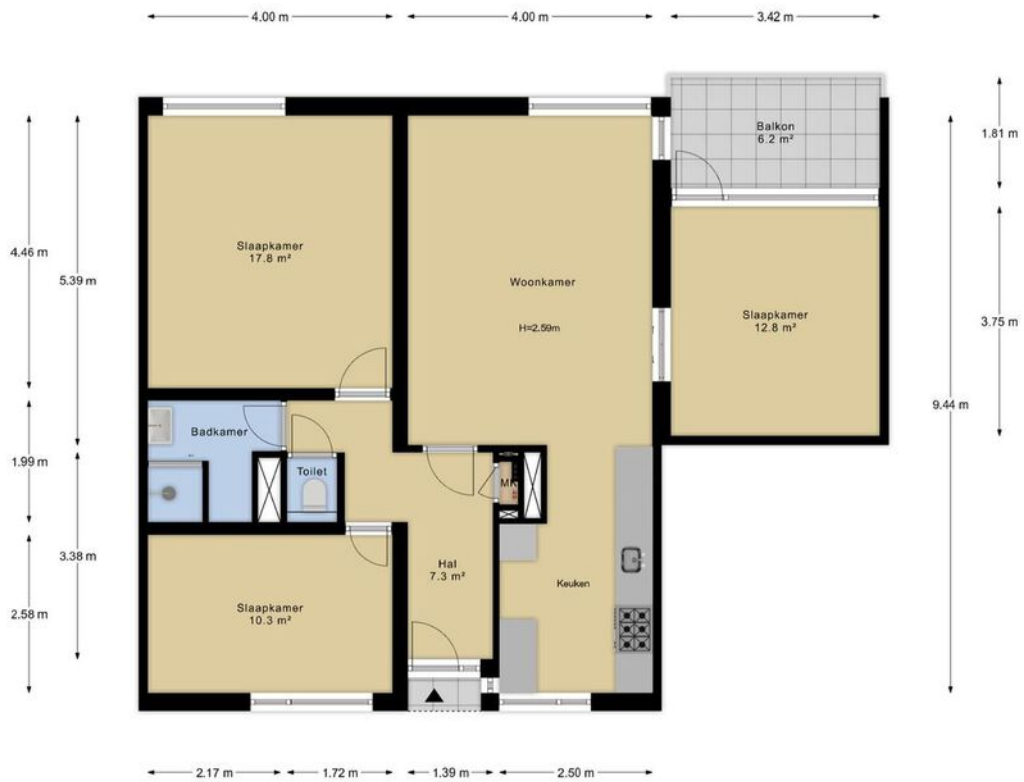 4.00 m
4.00 m
3.42 m
Balkon
6.2 m²
1.81 m
Slaapkamer
17.8 m²
4.46 m
5.39 m
Woonkamer
H=2.59m
Slaapkamer
12.8 m²
3.75 m
9.44 m
Badkamer
1.99 m
Toilet
MK
3.38 m
Hal
7.3 m²
Keuken
Slaapkamer
10.3 m²
2.58 m
2.17 m
1.72 m
1.39 m
2.50 m